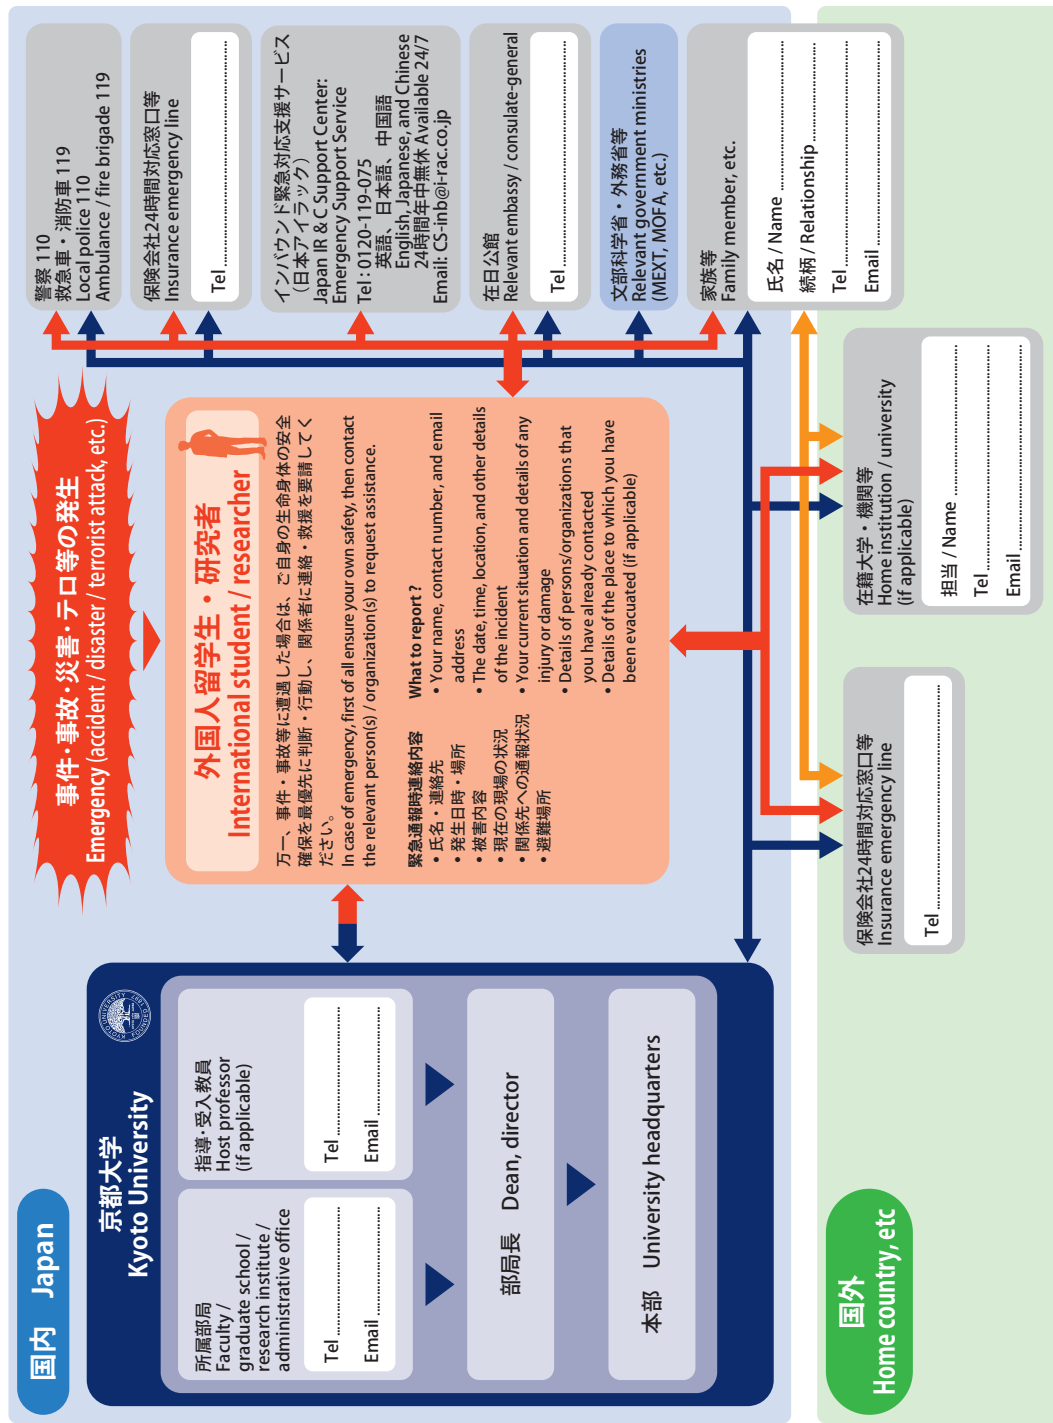 国内 Japan
京都大学
Kyoto University
KYOTO UNIVERSITY
FOUNDED 1897
所属部局
Faculty /
graduate school /
research institute /
administrative office
Tel
Email
指導・受入教員
Host professor
(if applicable)
Tel
Email
部局長 Dean, director
本部 University headquarters
事件・事故・災害・テロ等の発生
Emergency (accident / disaster / terrorist attack, etc.)
外国人留学生・研究者
International student / researcher
万一、事件・事故等に遭遇した場合は、ご自身の生命身体の安全
確保を最優先に判断・行動し、関係者に連絡・救援を要請してく
ださい。
In case of emergency, first of all ensure your own safety, then contact
the relevant person(s) / organization(s) to request assistance.
緊急通報時連絡内容
• 氏名・連絡先
• 発生日時・場所
• 被害内容
• 現在の現場の状況
• 関係先への通報状況
• 避難場所
What to report ?
• Your name, contact number, and email
address
• The date, time, location, and other details
of the incident
• Your current situation and details of any
injury or damage
• Details of persons/organizations that
you have already contacted
• Details of the place to which you have
been evacuated (if applicable)
警察 110
救急車・消防車 119
Local police 110
Ambulance / fire brigade 119
保険会社24時間対応窓口等
Insurance emergency line
Tel
インバウンド緊急対応支援サービス
（日本アイラック）
Japan IR & C Support Center:
Emergency Support Service
Tel : 0120-119-075
英語、日本語、中国語
English, Japanese, and Chinese
24時間年中無休 Available 24/7
Email: CS-inb@i-rac.co.jp
在日公館
Relevant embassy / consulate-general
Tel
文部科学省・外務省等
Relevant government ministries
(MEXT, MOFA, etc.)
家族等
Family member, etc.
氏名 / Name
続柄 / Relationship
Tel
Email
国外
Home country, etc
保険会社24時間対応窓口等
Insurance emergency line
Tel
在籍大学・機関等
Home institution / university
(if applicable)
担当 / Name
Tel
Email